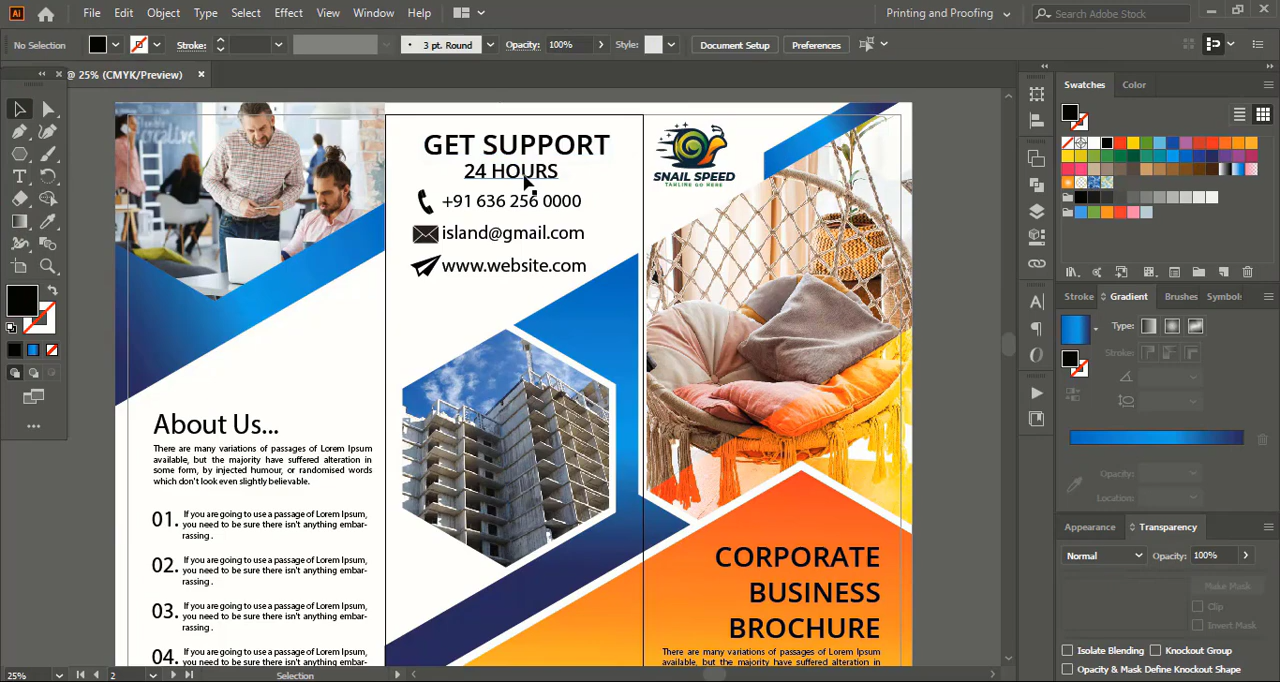 Ai File Edit Object Type Select Effect View Window Help Printing and Proofing Search Adobe Stock
No Selection Stroke: 3 pt. Round Opacity: 100% Style: Document Setup Preferences
@ 25% (CMYK/Preview)
GET SUPPORT
24 HOURS
+91 636 256 0000
island@gmail.com
www.website.com
SNAIL SPEED
TAGLINE GO HERE
About Us...
There are many variations of passages of Lorem Ipsum
available, but the majority have suffered alteration in
some form, by injected humour, or randomised words
which don't look even slightly believable.
01. If you are going to use a passage of Lorem Ipsum,
you need to be sure there isn't anything embar-
rassing .
02. If you are going to use a passage of Lorem Ipsum,
you need to be sure there isn't anything embar-
rassing .
03. If you are going to use a passage of Lorem Ipsum,
you need to be sure there isn't anything embar-
rassing .
04. If you are going to use a passage of Lorem Ipsum,
CORPORATE
BUSINESS
BROCHURE
There are many variations of passages of Lorem Ipsum
available, but the majority have suffered alteration in
Swatches Color
Stroke Gradient Brushes Symbols
Type:
Stroke:
Opacity:
Location:
Appearance Transparency
Normal Opacity: 100%
Make Mask
Clip
Invert Mask
Isolate Blending Knockout Group
Opacity & Mask Define Knockout Shape
25% 2 Selection